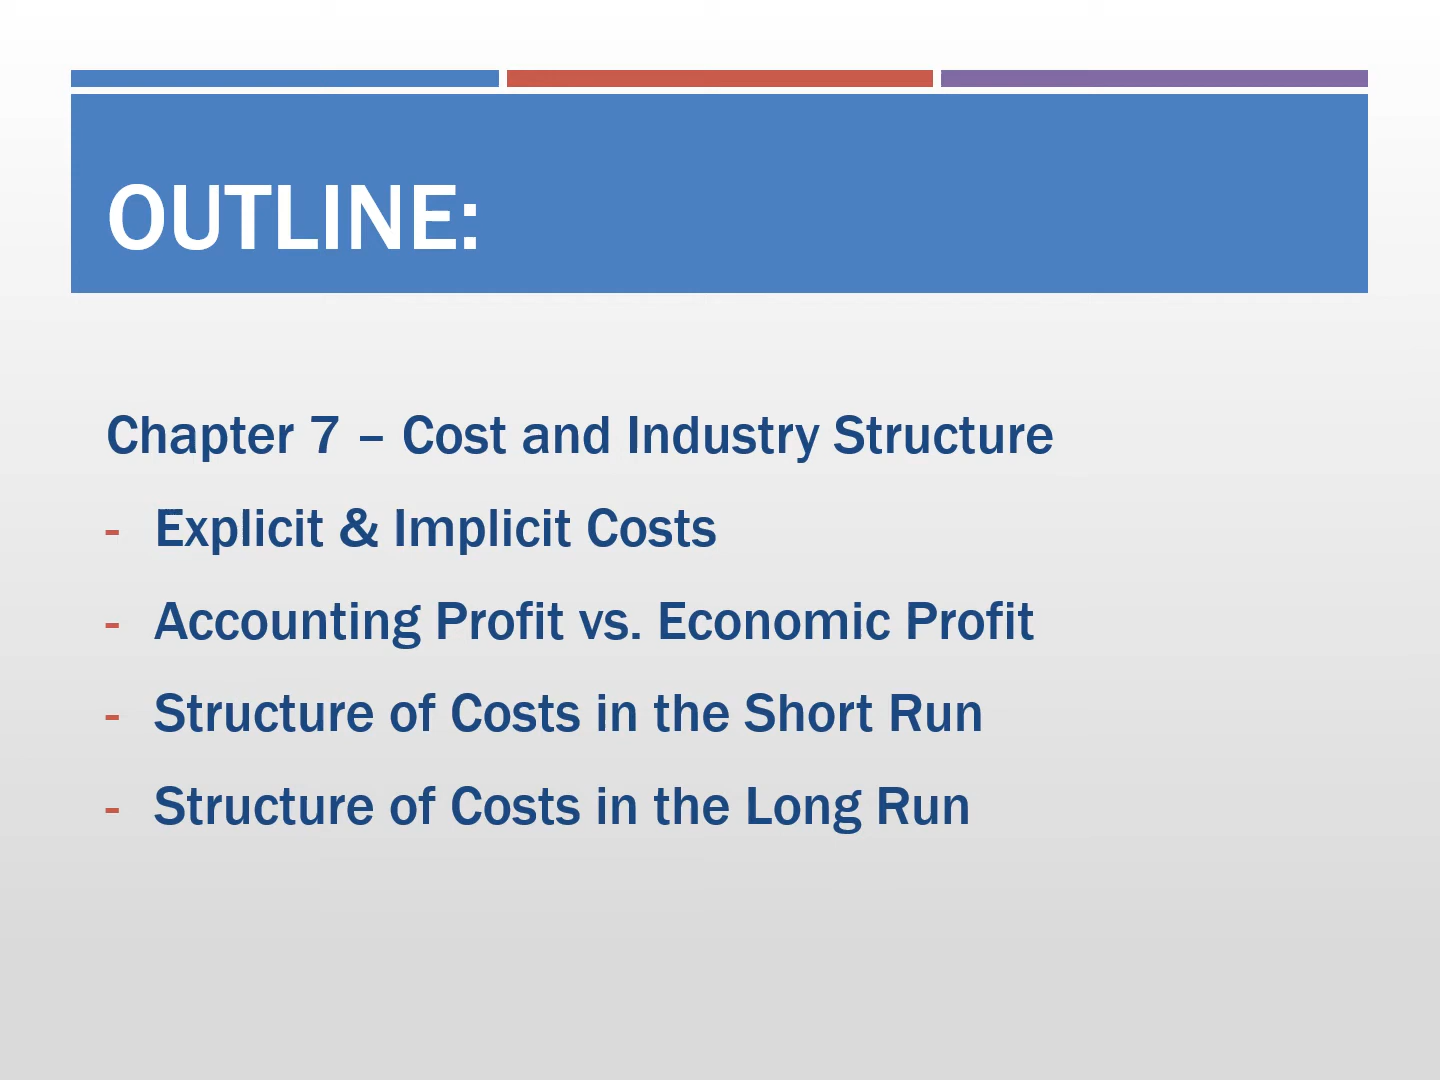 OUTLINE:
Chapter 7 – Cost and Industry Structure
- Explicit & Implicit Costs
- Accounting Profit vs. Economic Profit
- Structure of Costs in the Short Run
- Structure of Costs in the Long Run